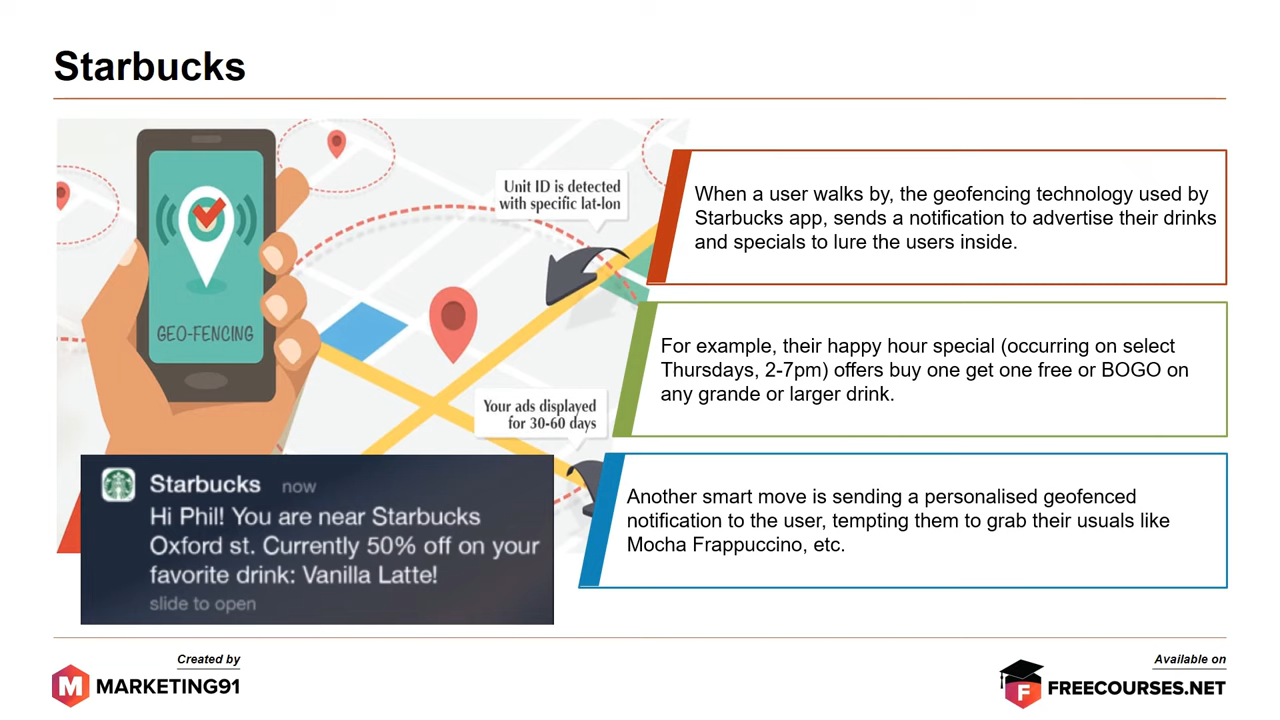 Starbucks
Unit ID is detected
with specific lat-lon
GEO-FENCING
Your ads displayed
for 30-60 days
Starbucks now
Hi Phil! You are near Starbucks
Oxford st. Currently 50% off on your
favorite drink: Vanilla Latte!
slide to open
When a user walks by, the geofencing technology used by
Starbucks app, sends a notification to advertise their drinks
and specials to lure the users inside.
For example, their happy hour special (occurring on select
Thursdays, 2-7pm) offers buy one get one free or BOGO on
any grande or larger drink.
Another smart move is sending a personalised geofenced
notification to the user, tempting them to grab their usuals like
Mocha Frappuccino, etc.
Created by
M MARKETING91
Available on
F FREECOURSES.NET